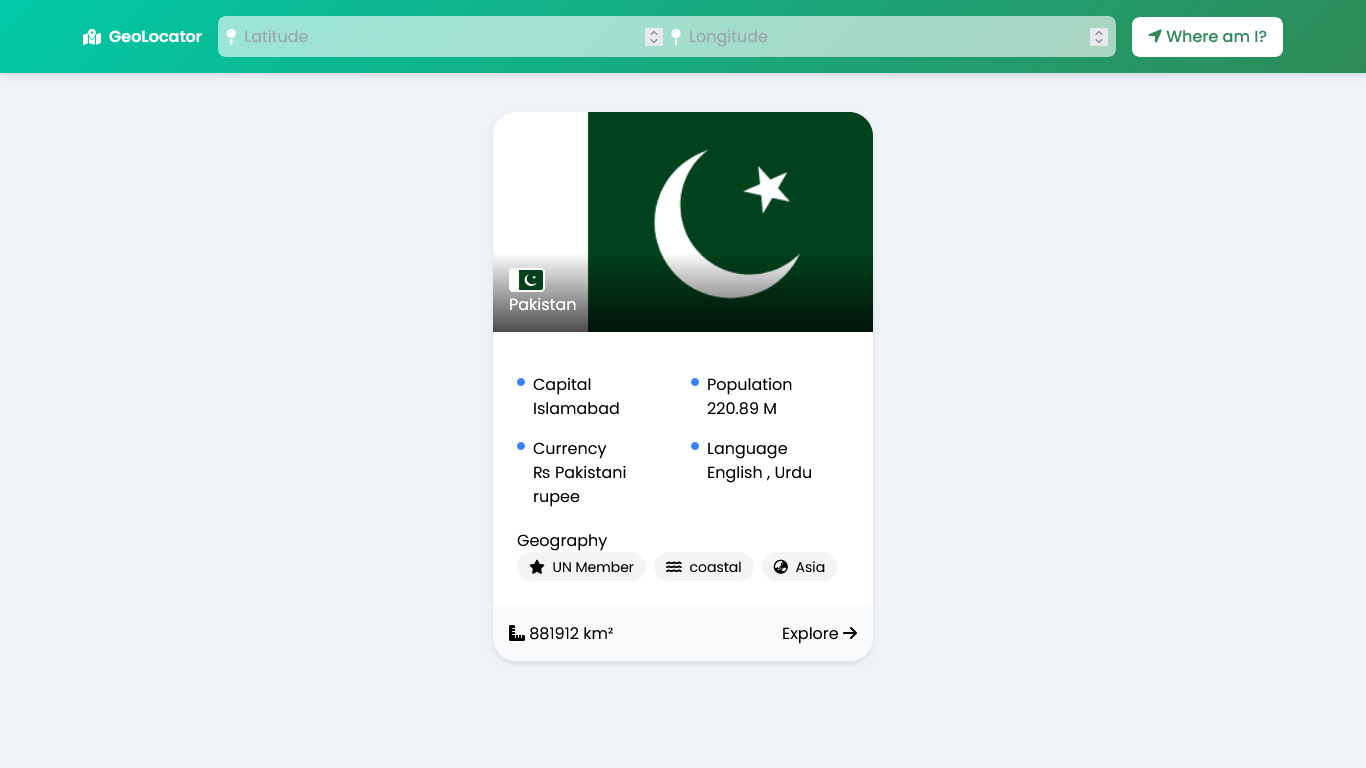 GeoLocator
Latitude
Longitude
Where am I?
Pakistan
Capital
Islamabad
Population
220.89 M
Currency
₨ Pakistani
rupee
Language
English , Urdu
Geography
UN Member
coastal
Asia
881912 km²
Explore